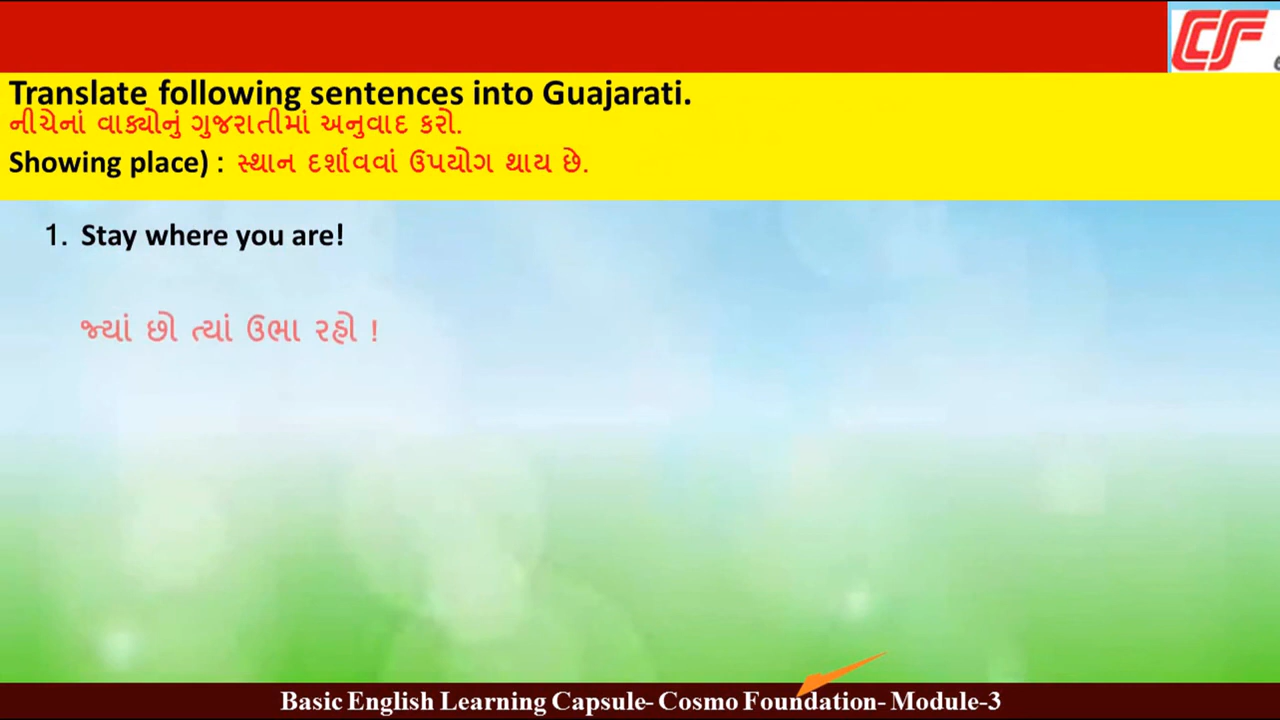 CF
Translate following sentences into Guajarati.
નીચેનાં વાક્યોનું ગુજરાતીમાં અનુવાદ કરો.
Showing place) : સ્થાન દર્શાવવાં ઉપયોગ થાય છે.
1. Stay where you are!
જ્યાં છો ત્યાં ઉભા રહો !
Basic English Learning Capsule- Cosmo Foundation- Module-3